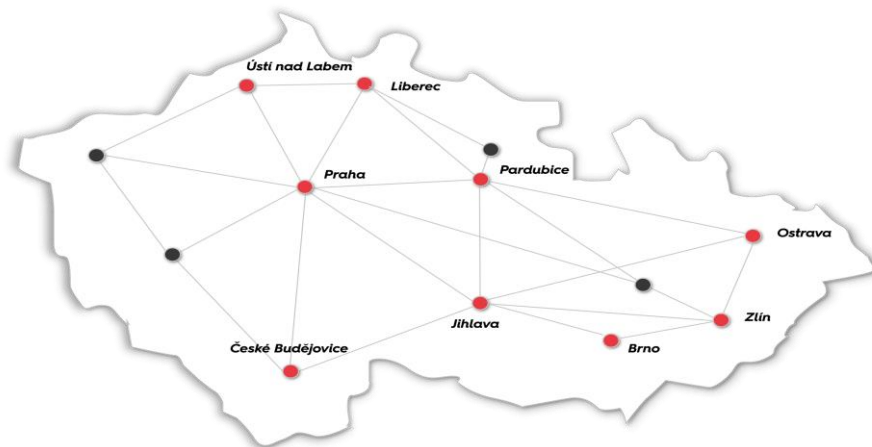 Ústí nad Labem
Liberec
Praha
Pardubice
Ostrava
Jihlava
Zlín
České Budějovice
Brno